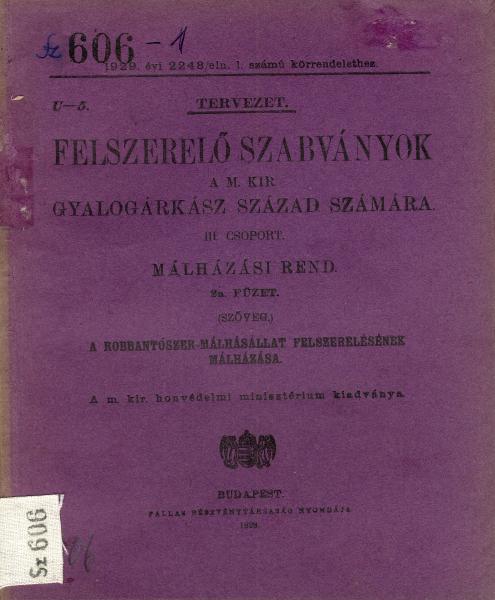 Sz 606 - 1
1929. évi 2248/eln. 1. számú körrendelethez.
U—5.
TERVEZET.
FELSZERELŐ SZABVÁNYOK
A M. KIR
GYALOGÁRKÁSZ SZÁZAD SZÁMÁRA.
III. CSOPORT.
MÁLHÁZÁSI REND.
2a. FÜZET.
(SZÖVEG.)
A ROBBANTÓSZER-MÁLHÁSÁLLAT FELSZERELÉSÉNEK
MÁLHÁZÁSA.
A m. kir. honvédelmi minisztérium kiadványa.
BUDAPEST.
PALLAS RÉSZVÉNYTÁRSASÁG NYOMDÁJA
Sz 606